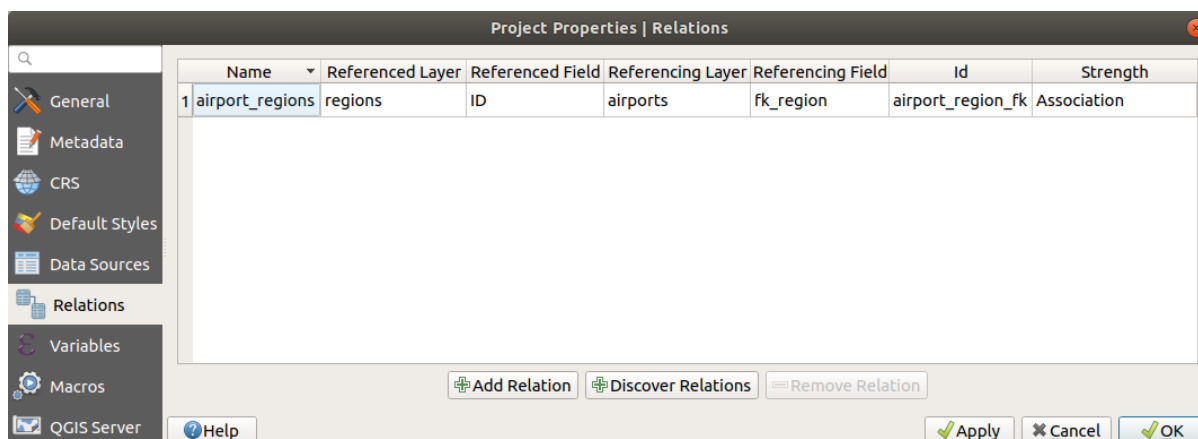 Project Properties | Relations
General
Metadata
CRS
Default Styles
Data Sources
Relations
Variables
Macros
QGIS Server
Name Referenced Layer Referenced Field Referencing Layer Referencing Field Id Strength
1 airport_regions regions ID airports fk_region airport_region_fk Association
Add Relation Discover Relations Remove Relation
Help Apply Cancel OK